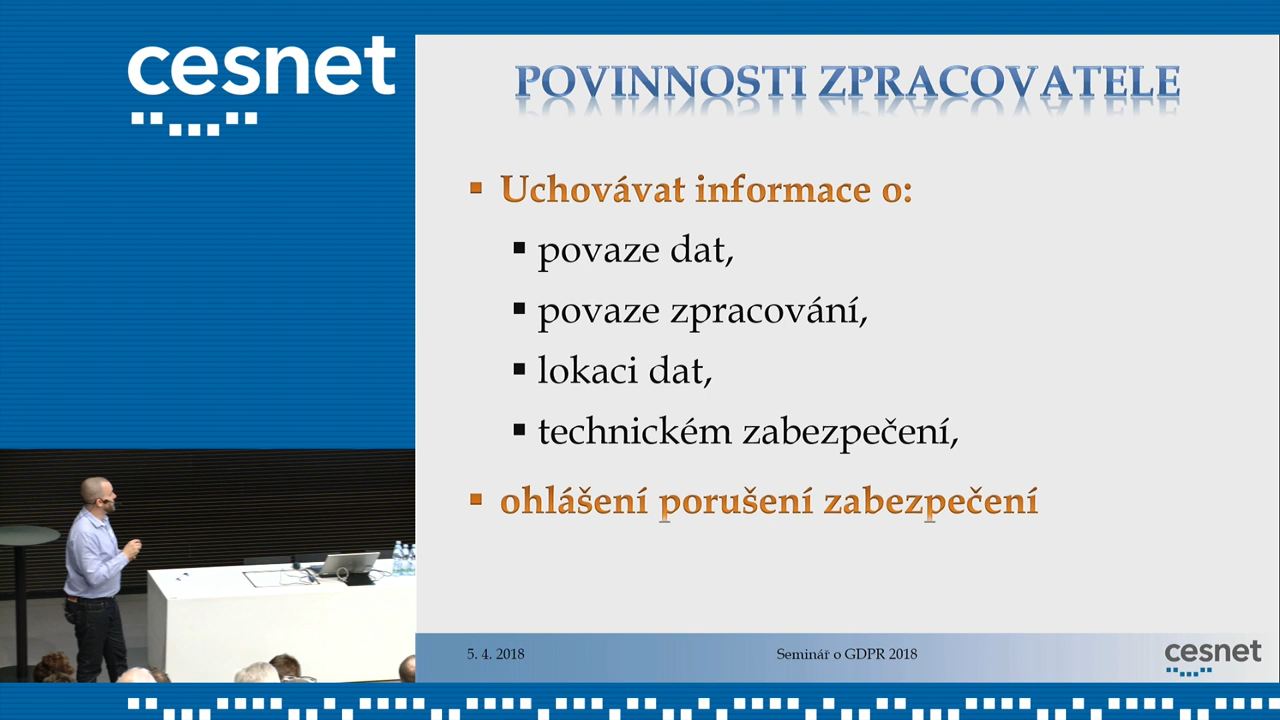 cesnet
POVINNOSTI ZPRACOVATELE
Uchovávat informace o:
povaze dat,
povaze zpracování,
lokaci dat,
technickém zabezpečení,
ohlášení porušení zabezpečení
5. 4. 2018
Seminář o GDPR 2018
cesnet